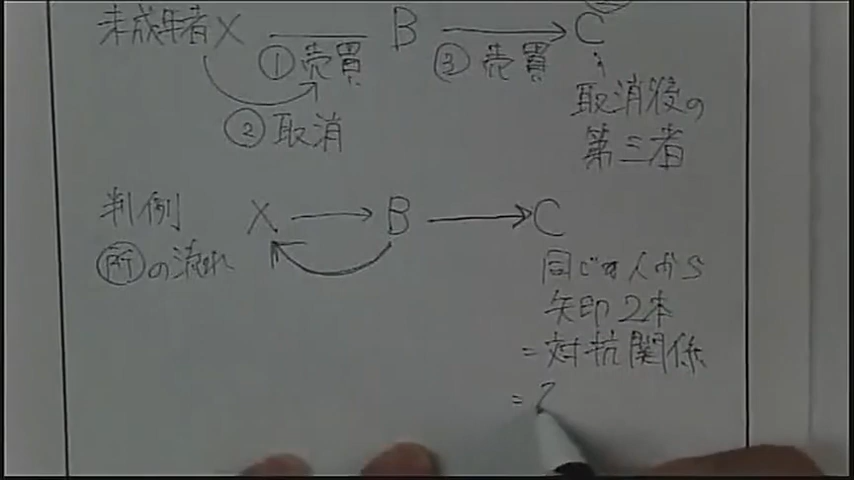 未成年者X B C
①売買 ③売買
②取消
取消後の
第三者
判例 X B C
所の流れ
同じ人から
矢印2本
=対抗関係
=